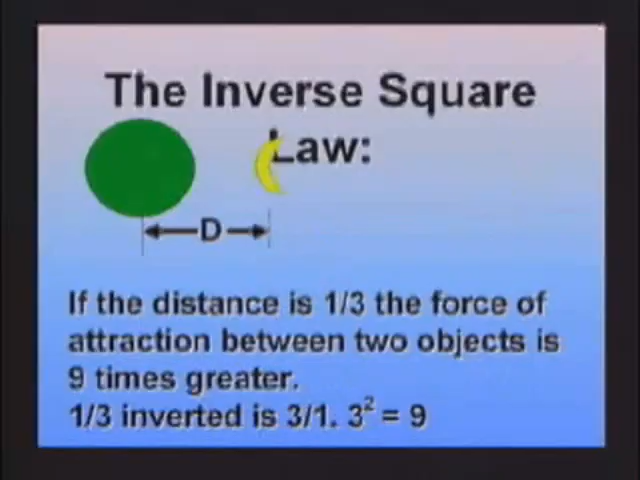 The Inverse Square
Law:
D
If the distance is 1/3 the force of
attraction between two objects is
9 times greater.
1/3 inverted is 3/1. 3² = 9